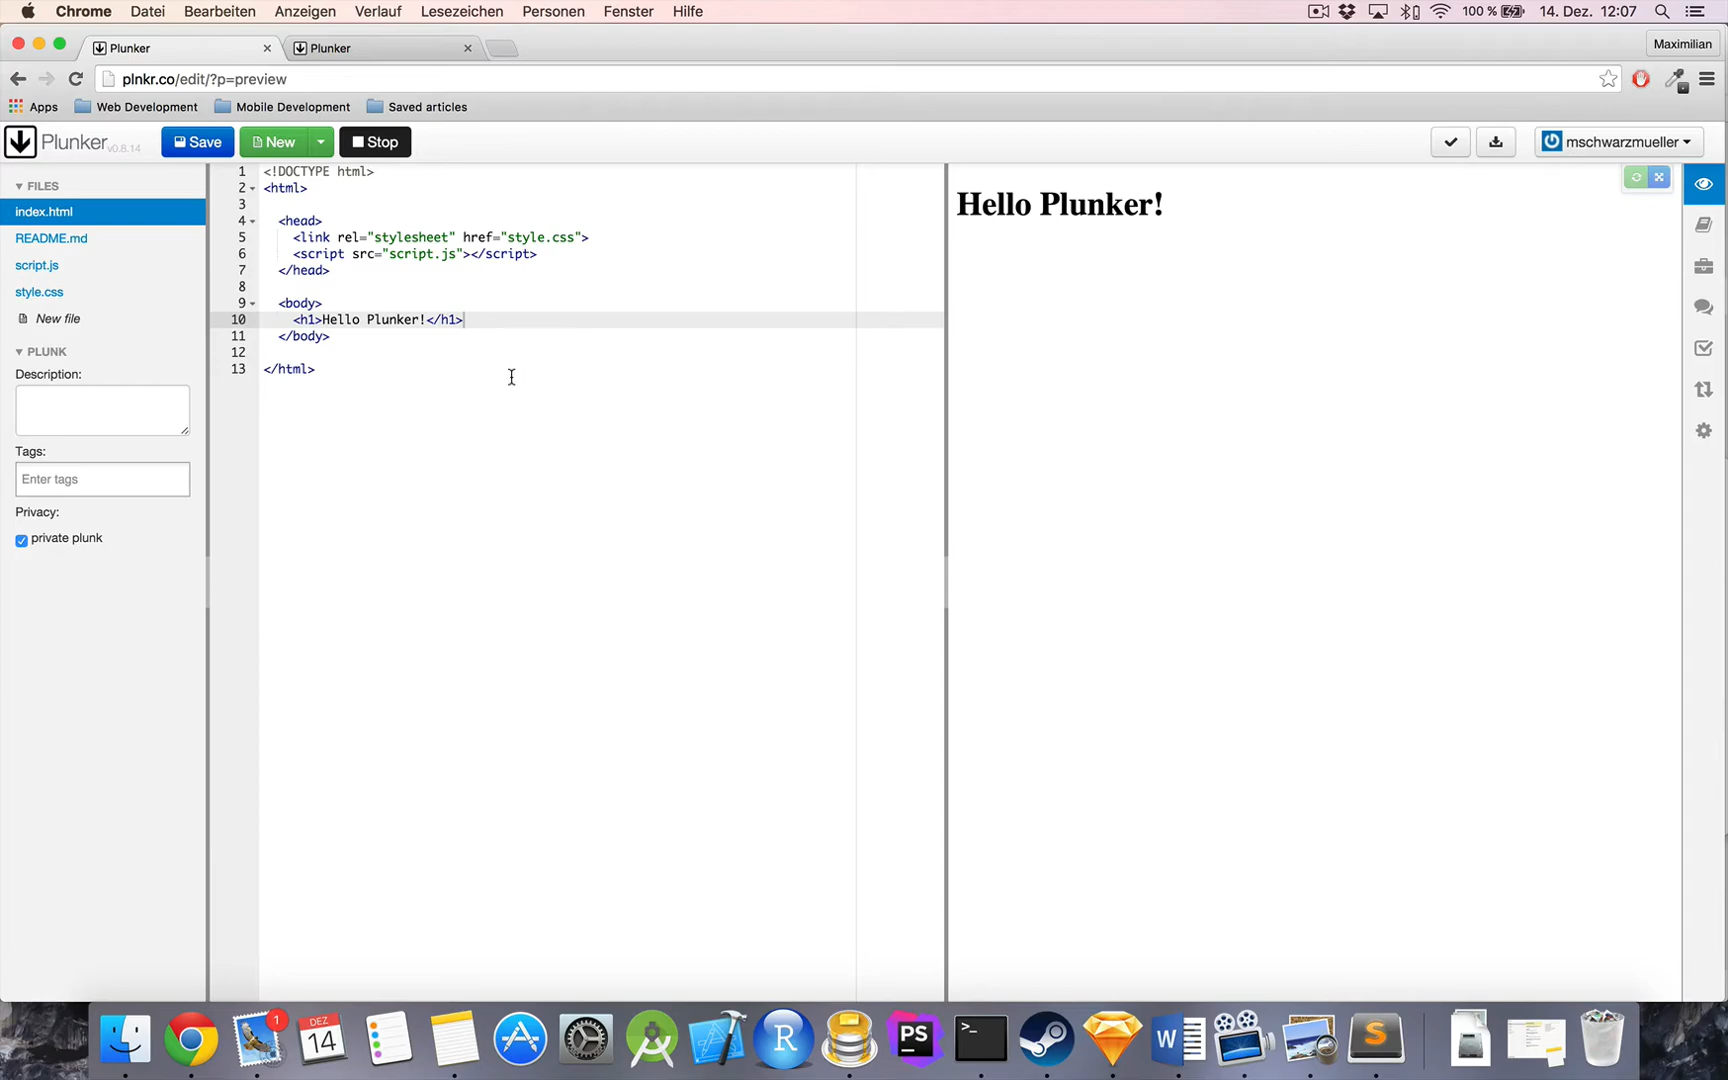 Chrome Datei Bearbeiten Anzeigen Verlauf Lesezeichen Personen Fenster Hilfe 100 % 14. Dez. 12:07
Plunker Plunker Maximilian
plnkr.co/edit/?p=preview
Apps Web Development Mobile Development Saved articles
Plunker v0.8.14 Save New Stop mschwarzmueller
FILES
index.html
README.md
script.js
style.css
New file
PLUNK
Description:
Tags:
Enter tags
Privacy:
private plunk
1 <!DOCTYPE html>
2 <html>
3
4 <head>
5 <link rel="stylesheet" href="style.css">
6 <script src="script.js"></script>
7 </head>
8
9 <body>
10 <h1>Hello Plunker!</h1>
11 </body>
12
13 </html>
Hello Plunker!
1
DEZ
14
R
PS
>_
W
S